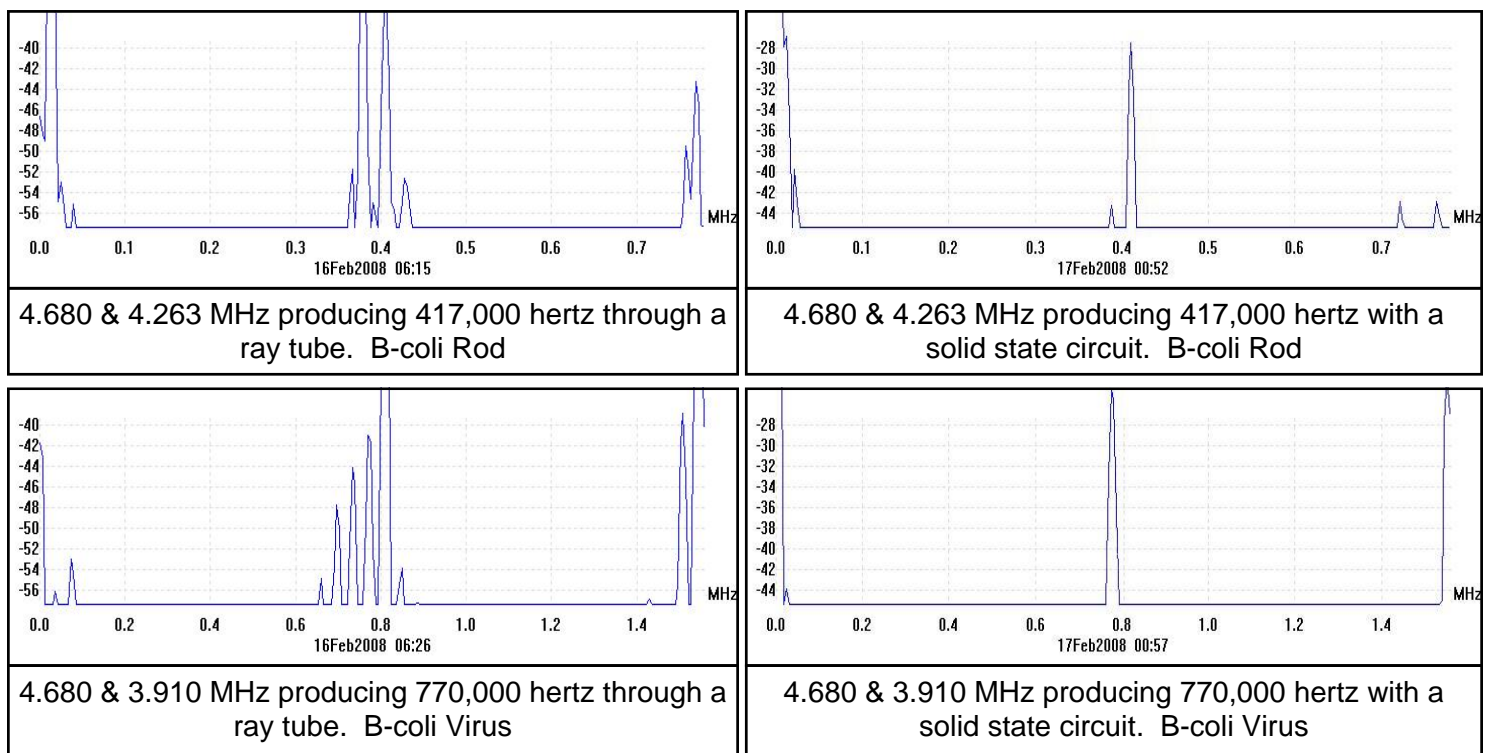 -40
-42
-44
-46
-48
-50
-52
-54
-56
MHz
0.0 0.1 0.2 0.3 0.4 0.5 0.6 0.7
16Feb2008 06:15
4.680 & 4.263 MHz producing 417,000 hertz through a
ray tube. B-coli Rod
-28
-30
-32
-34
-36
-38
-40
-42
-44
MHz
0.0 0.1 0.2 0.3 0.4 0.5 0.6 0.7
17Feb2008 00:52
4.680 & 4.263 MHz producing 417,000 hertz with a
solid state circuit. B-coli Rod
-40
-42
-44
-46
-48
-50
-52
-54
-56
MHz
0.0 0.2 0.4 0.6 0.8 1.0 1.2 1.4
16Feb2008 06:26
4.680 & 3.910 MHz producing 770,000 hertz through a
ray tube. B-coli Virus
-28
-30
-32
-34
-36
-38
-40
-42
-44
MHz
0.0 0.2 0.4 0.6 0.8 1.0 1.2 1.4
17Feb2008 00:57
4.680 & 3.910 MHz producing 770,000 hertz with a
solid state circuit. B-coli Virus